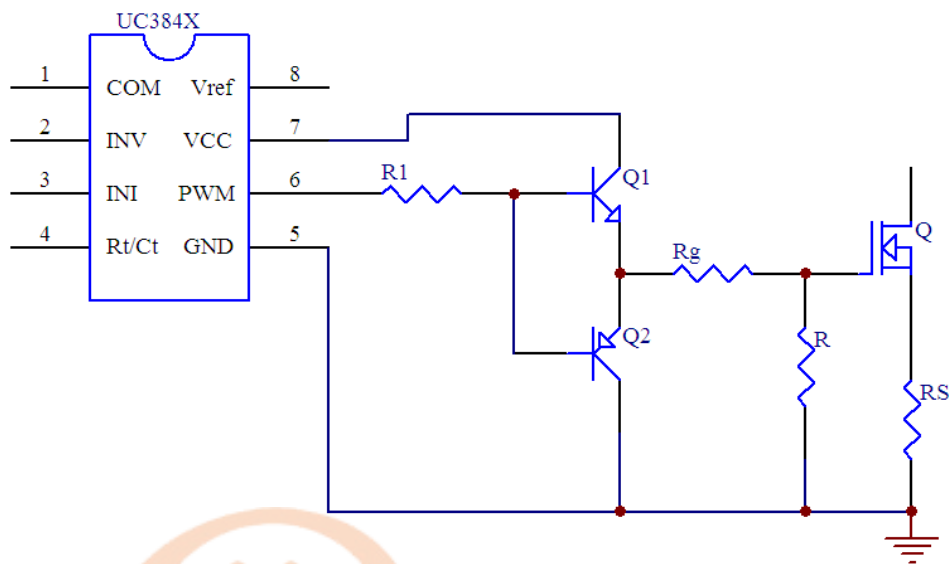 UC384X
1 COM Vref 8
2 INV VCC 7
3 INI PWM 6
4 Rt/Ct GND 5
R1
Q1
Q2
Rg
R
Q
RS